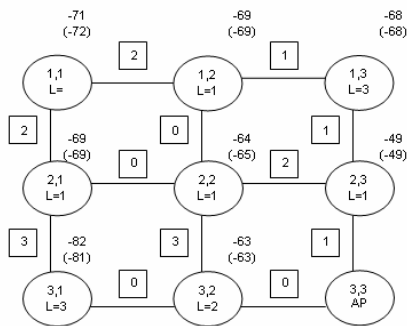 -71 -69 -68
(-72) (-69) (-68)
2 1
1,1 1,2 1,3
L= L=1 L=3
2 0 1
-69 -64 -49
(-69) (-65) (-49)
0 2
2,1 2,2 2,3
L=1 L=1 L=1
3 3 1
-82 -63
(-81) (-63)
0 0
3,1 3,2 3,3
L=3 L=2 AP